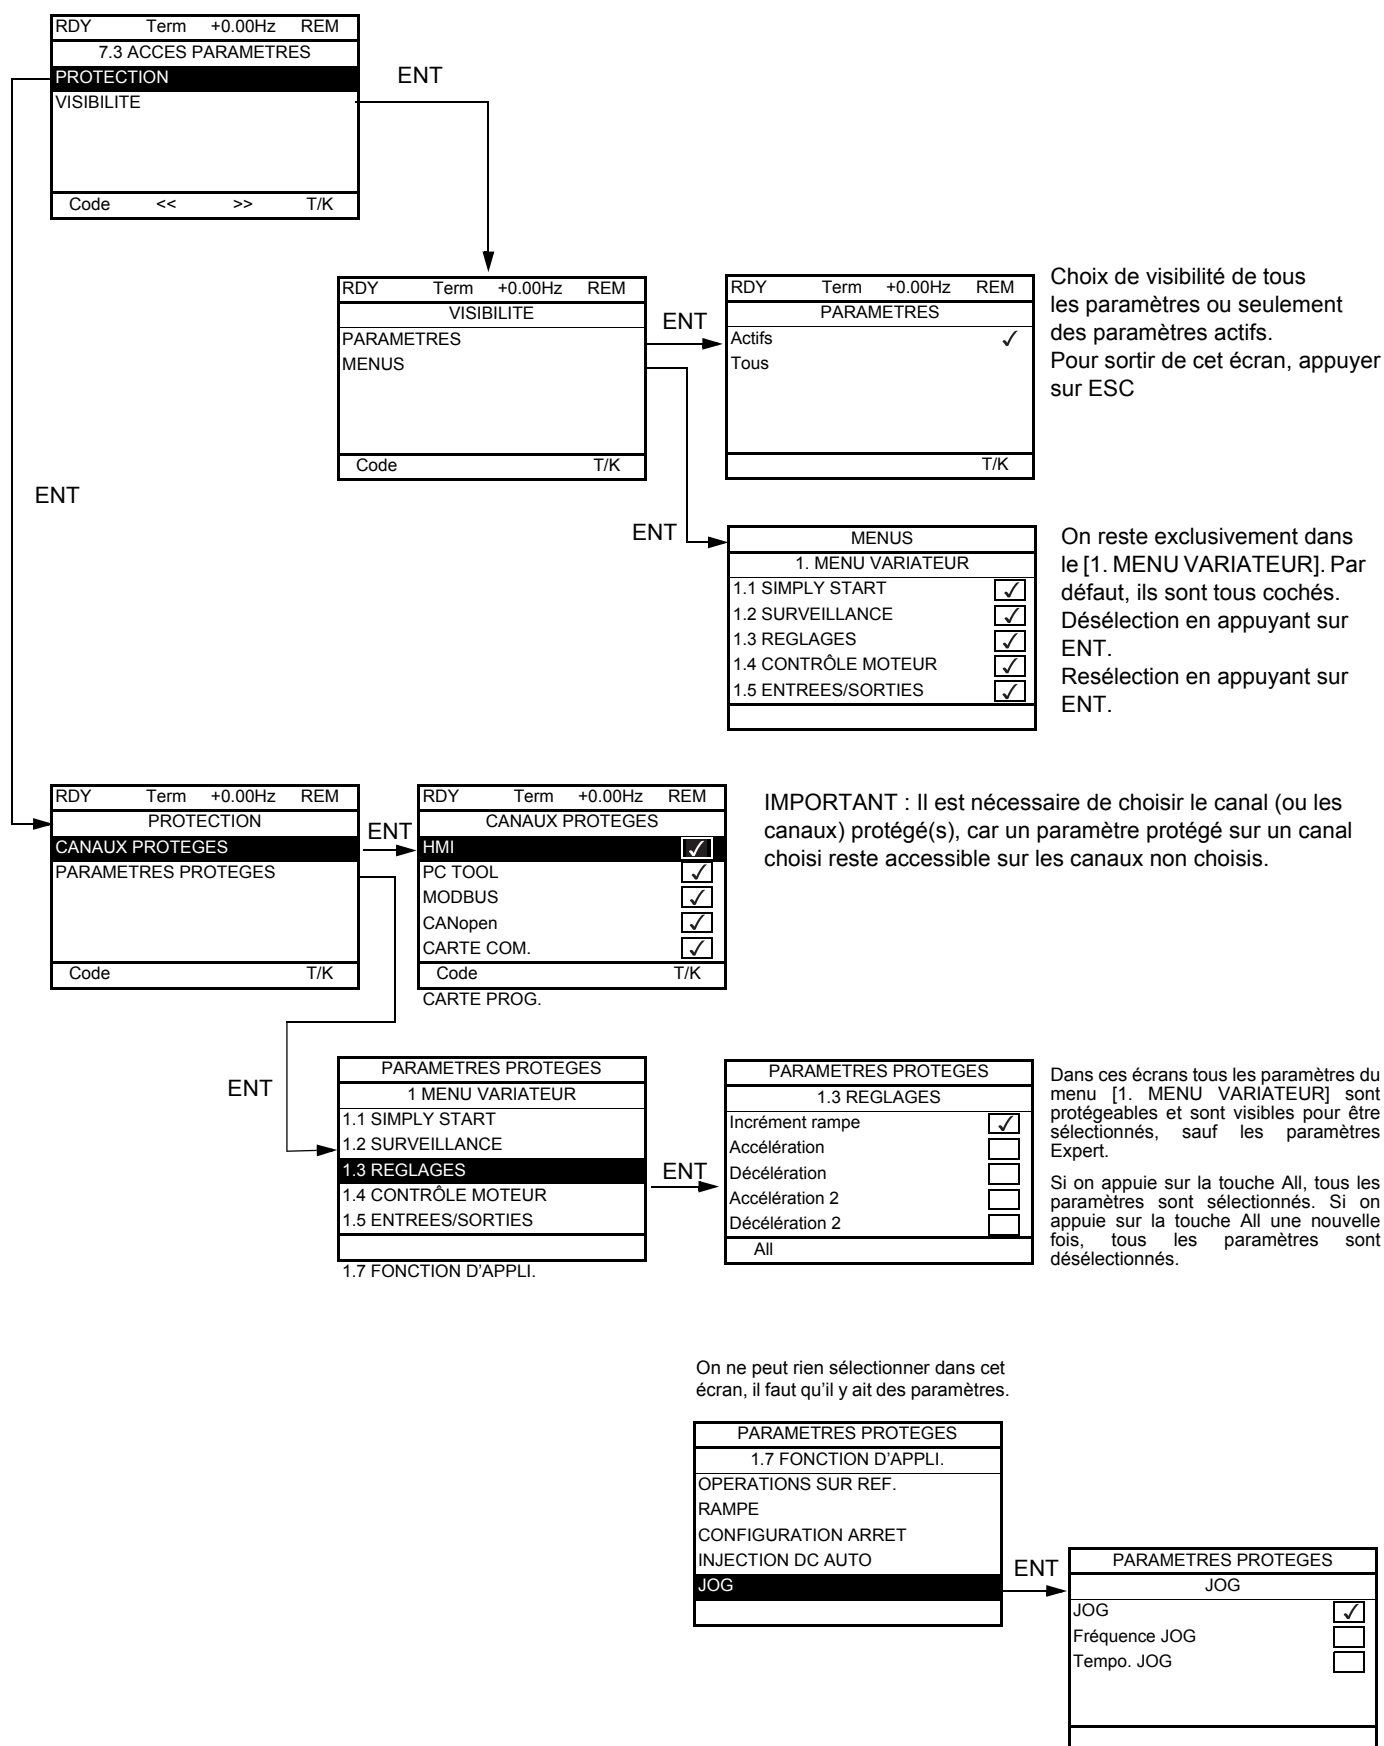 RDY Term +0.00Hz REM
7.3 ACCES PARAMETRES
PROTECTION
VISIBILITE
Code << >> T/K
ENT
RDY Term +0.00Hz REM
VISIBILITE
PARAMETRES
MENUS
Code T/K
ENT
RDY Term +0.00Hz REM
PARAMETRES
Actifs ✓
Tous
T/K
Choix de visibilité de tous
les paramètres ou seulement
des paramètres actifs.
Pour sortir de cet écran, appuyer
sur ESC
ENT
ENT
MENUS
1. MENU VARIATEUR
1.1 SIMPLY START ✓
1.2 SURVEILLANCE ✓
1.3 REGLAGES ✓
1.4 CONTRÔLE MOTEUR ✓
1.5 ENTREES/SORTIES ✓
On reste exclusivement dans
le [1. MENU VARIATEUR]. Par
défaut, ils sont tous cochés.
Désélection en appuyant sur
ENT.
Resélection en appuyant sur
ENT.
RDY Term +0.00Hz REM
PROTECTION
CANAUX PROTEGES
PARAMETRES PROTEGES
Code T/K
ENT
RDY Term +0.00Hz REM
CANAUX PROTEGES
HMI ✓
PC TOOL ✓
MODBUS ✓
CANopen ✓
CARTE COM. ✓
Code T/K
CARTE PROG.
IMPORTANT : Il est nécessaire de choisir le canal (ou les
canaux) protégé(s), car un paramètre protégé sur un canal
choisi reste accessible sur les canaux non choisis.
ENT
PARAMETRES PROTEGES
1 MENU VARIATEUR
1.1 SIMPLY START
1.2 SURVEILLANCE
1.3 REGLAGES
1.4 CONTRÔLE MOTEUR
1.5 ENTREES/SORTIES
1.7 FONCTION D'APPLI.
ENT
PARAMETRES PROTEGES
1.3 REGLAGES
Incrément rampe ✓
Accélération
Décélération
Accélération 2
Décélération 2
All
Dans ces écrans tous les paramètres du
menu [1. MENU VARIATEUR] sont
protégeables et sont visibles pour être
sélectionnés, sauf les paramètres
Expert.
Si on appuie sur la touche All, tous les
paramètres sont sélectionnés. Si on
appuie sur la touche All une nouvelle
fois, tous les paramètres sont
désélectionnés.
On ne peut rien sélectionner dans cet
écran, il faut qu'il y ait des paramètres.
PARAMETRES PROTEGES
1.7 FONCTION D'APPLI.
OPERATIONS SUR REF.
RAMPE
CONFIGURATION ARRET
INJECTION DC AUTO
JOG
ENT
PARAMETRES PROTEGES
JOG
JOG ✓
Fréquence JOG
Tempo. JOG